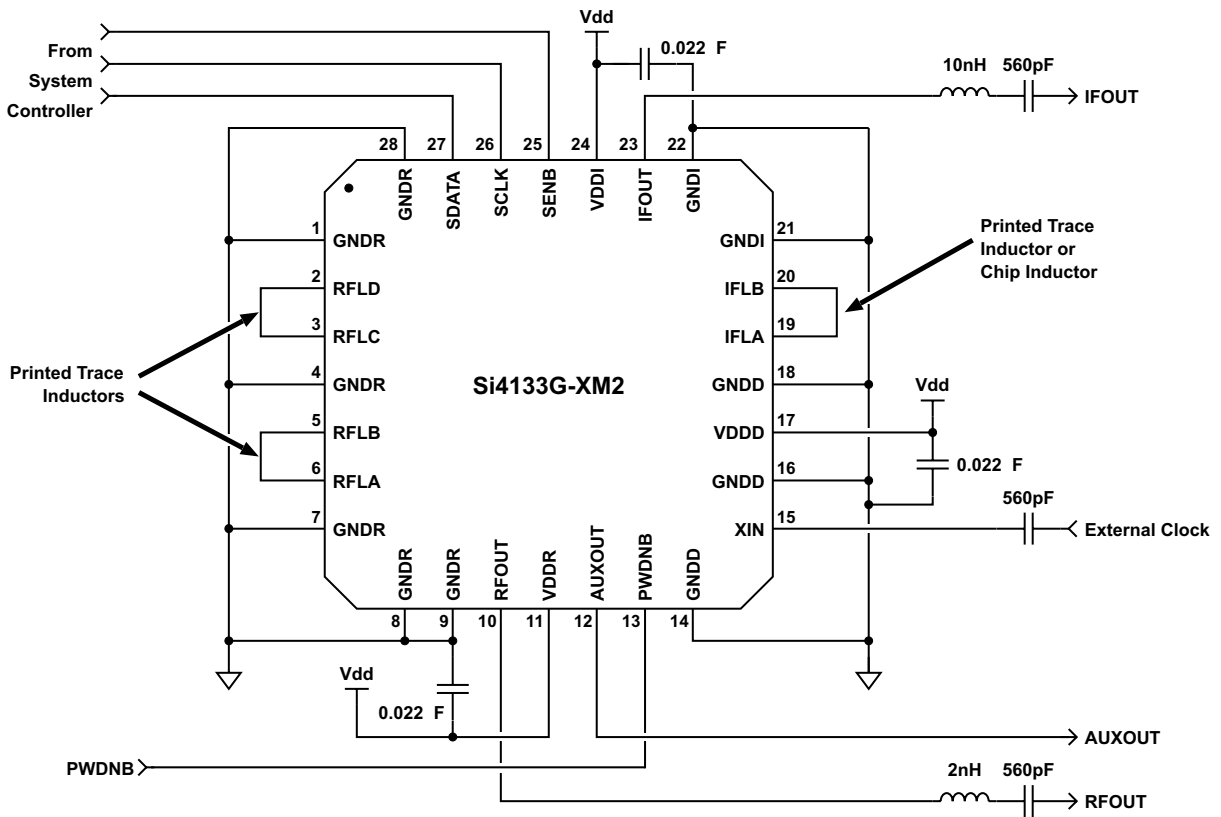 Vdd
0.022 F
From
System
Controller
10nH 560pF
IFOUT
28 27 26 25 24 23 22
GNDR SDATA SCLK SENB VDDI IFOUT GNDI
1 GNDR
2 RFLD
3 RFLC
4 GNDR
5 RFLB
6 RFLA
7 GNDR
Printed Trace
Inductors
Si4133G-XM2
GNDI 21
IFLB 20
IFLA 19
GNDD 18
VDDD 17
GNDD 16
XIN 15
Printed Trace
Inductor or
Chip Inductor
Vdd
0.022 F
560pF
External Clock
GNDR GNDR RFOUT VDDR AUXOUT PWDNB GNDD
8 9 10 11 12 13 14
Vdd
0.022 F
AUXOUT
PWDNB
2nH 560pF
RFOUT